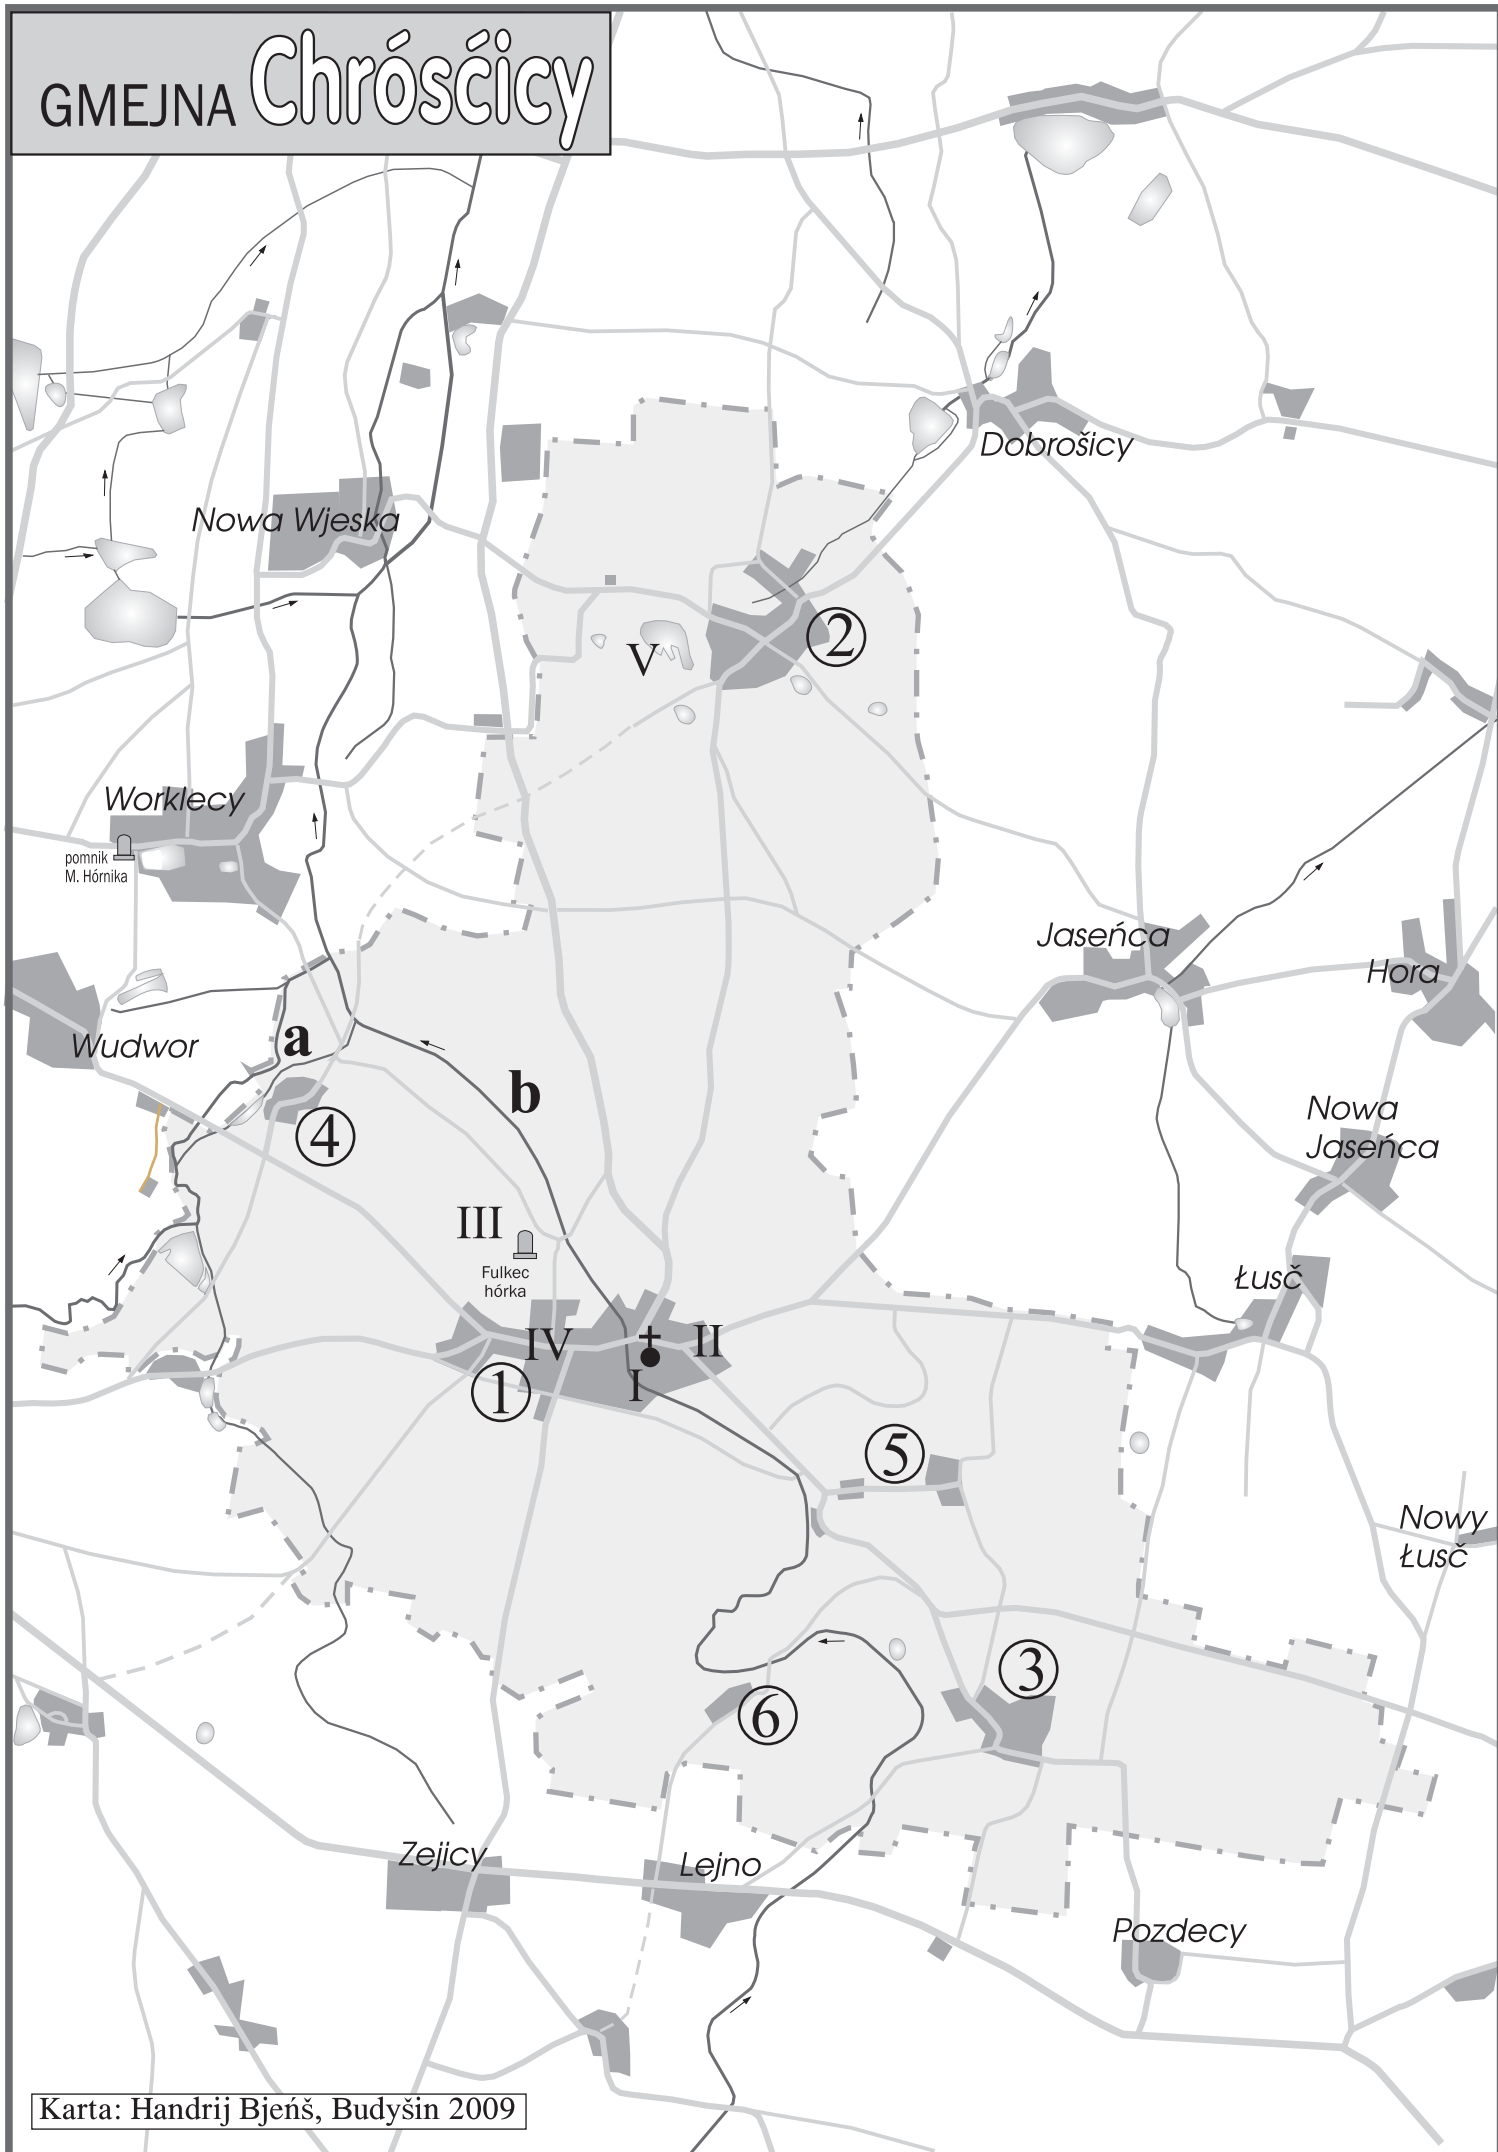 GMEJNA Chrósćicy
Dobrošicy
Nowa Wjeska
V
2
Worklecy
pomnik
M. Hórnika
Jaseńca
Hora
Wudwor
a
b
4
Nowa
Jaseńca
III
Fulkec
hórka
Łusč
IV
II
I
1
5
Nowy
Łusč
3
6
Zejicy
Lejno
Pozdecy
Karta: Handrij Bjeńš, Budyšin 2009